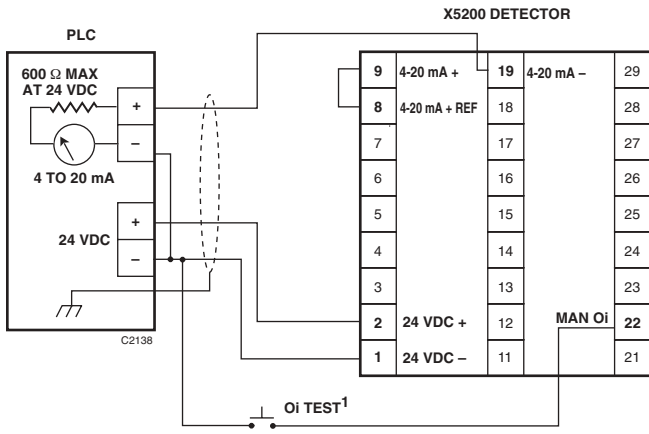 X5200 DETECTOR
PLC
600 Ω MAX
AT 24 VDC
+
–
4 TO 20 mA
+
24 VDC
–
C2138
9 4-20 mA + 19 4-20 mA – 29
8 4-20 mA + REF 18 28
7 17 27
6 16 26
5 15 25
4 14 24
3 13 23
2 24 VDC + 12 MAN Oi 22
1 24 VDC – 11 21
Oi TEST1